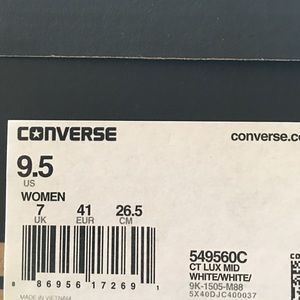 CONVERSE
converse.co
9.5
US
WOMEN
7 41 26.5
UK EUR CM
8 86956 17269 1
MADE IN VIETNAM
549560C
CT LUX MID
WHITE/WHITE/
9K-1505-M88
5X40DJC400037